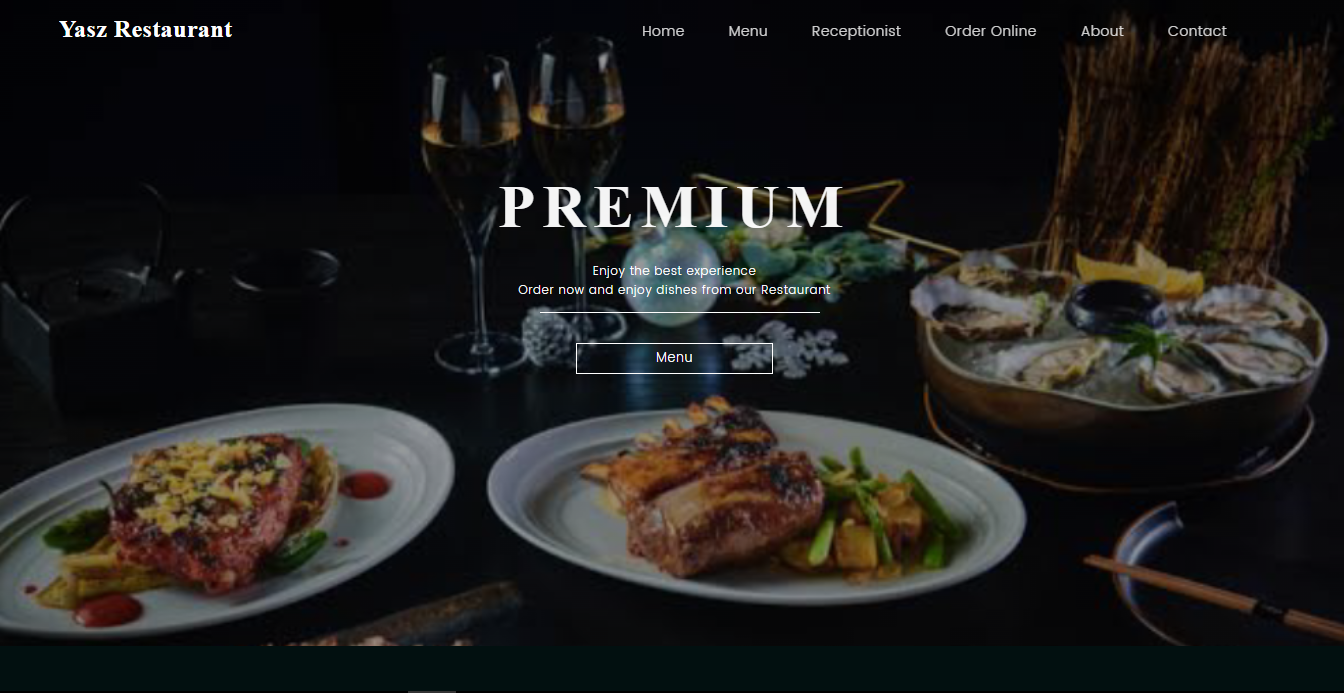 Yasz Restaurant
Home Menu Receptionist Order Online About Contact
PREMIUM
Enjoy the best experience
Order now and enjoy dishes from our Restaurant
Menu